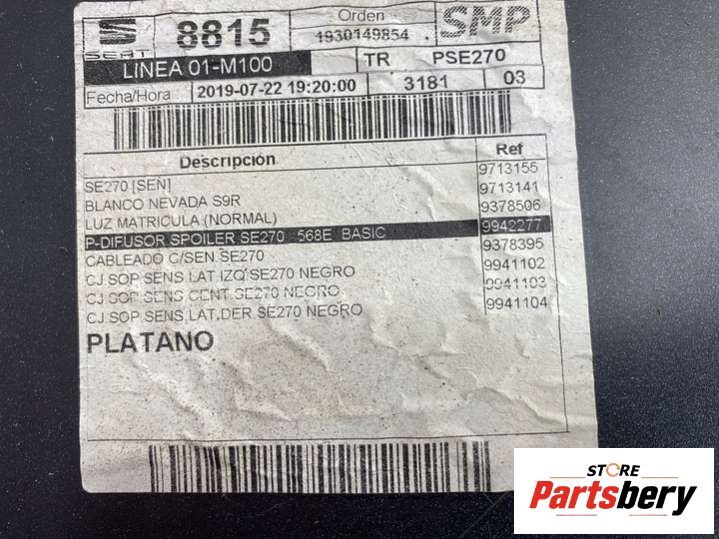 SEAT 8815 Orden SMP
1930149854 .
LINEA 01-M100 TR PSE270
Fecha/Hora 2019-07-22 19:20:00 3181 03
Descripción Ref
SE270 [SEN] 9713155
BLANCO NEVADA S9R 9713141
LUZ MATRICULA (NORMAL) 9378506
P-DIFUSOR SPOILER SE270 568E BASIC 9942277
CABLEADO C/SEN SE270 9378395
CJ.SOP.SENS.LAT.IZQ SE270 NEGRO 9941102
CJ.SOP.SENS.CENT.SE270 NEGRO 9941103
CJ.SOP.SENS.LAT.DER SE270 NEGRO 9941104
PLATANO
STORE
Partsbery